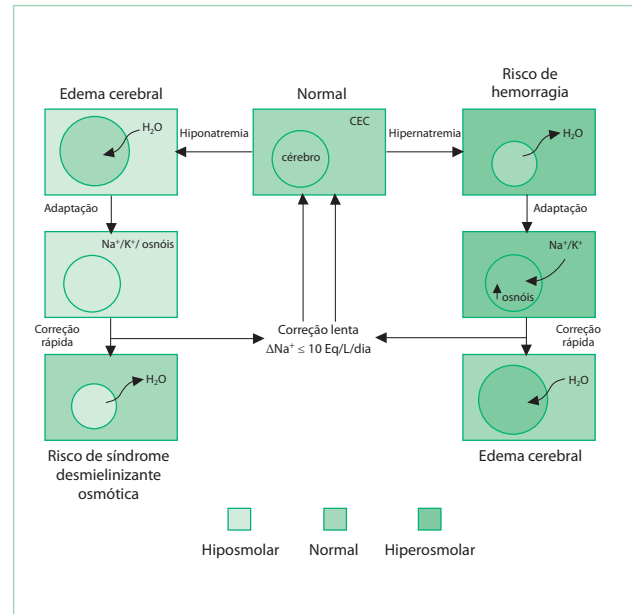 Edema cerebral
Normal
Risco de
hemorragia
H₂O
Hiponatremia
CEC
cérebro
Hipernatremia
H₂O
Adaptação
Adaptação
Na⁺/K⁺/ osnóis
Na⁺/K⁺
osnóis
Correção
rápida
Correção lenta
ΔNa⁺ ≤ 10 Eq/L/dia
Correção
rápida
H₂O
H₂O
Risco de síndrome
desmielinizante
osmótica
Edema cerebral
Hiposmolar
Normal
Hiperosmolar